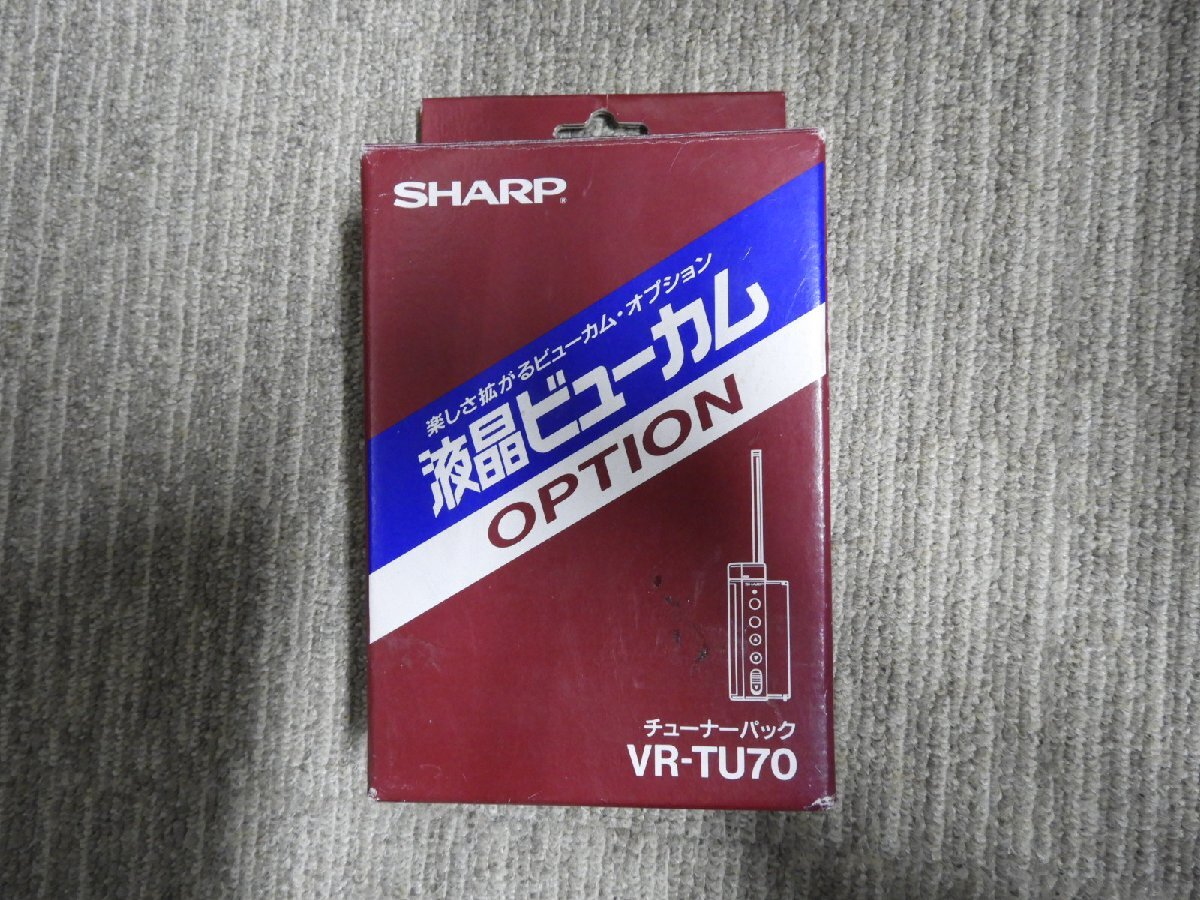 SHARP®
楽しさ拡がるビューカム・オプション
液晶ビューカム
OPTION
SHARP
チューナーパック
VR-TU70